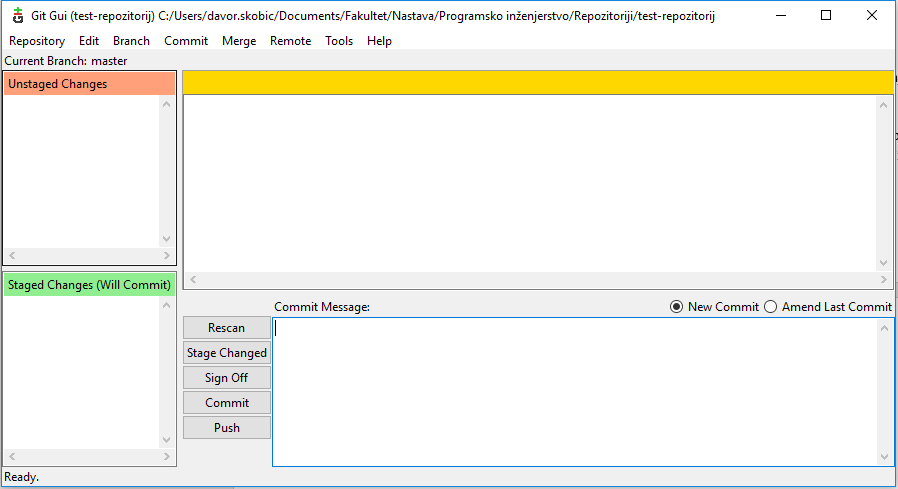 Git Gui (test-repozitorij) C:/Users/davor.skobic/Documents/Fakultet/Nastava/Programsko inženjerstvo/Repozitoriji/test-repozitorij
Repository Edit Branch Commit Merge Remote Tools Help
Current Branch: master
Unstaged Changes
Staged Changes (Will Commit)
Commit Message: New Commit Amend Last Commit
Rescan
Stage Changed
Sign Off
Commit
Push
Ready.